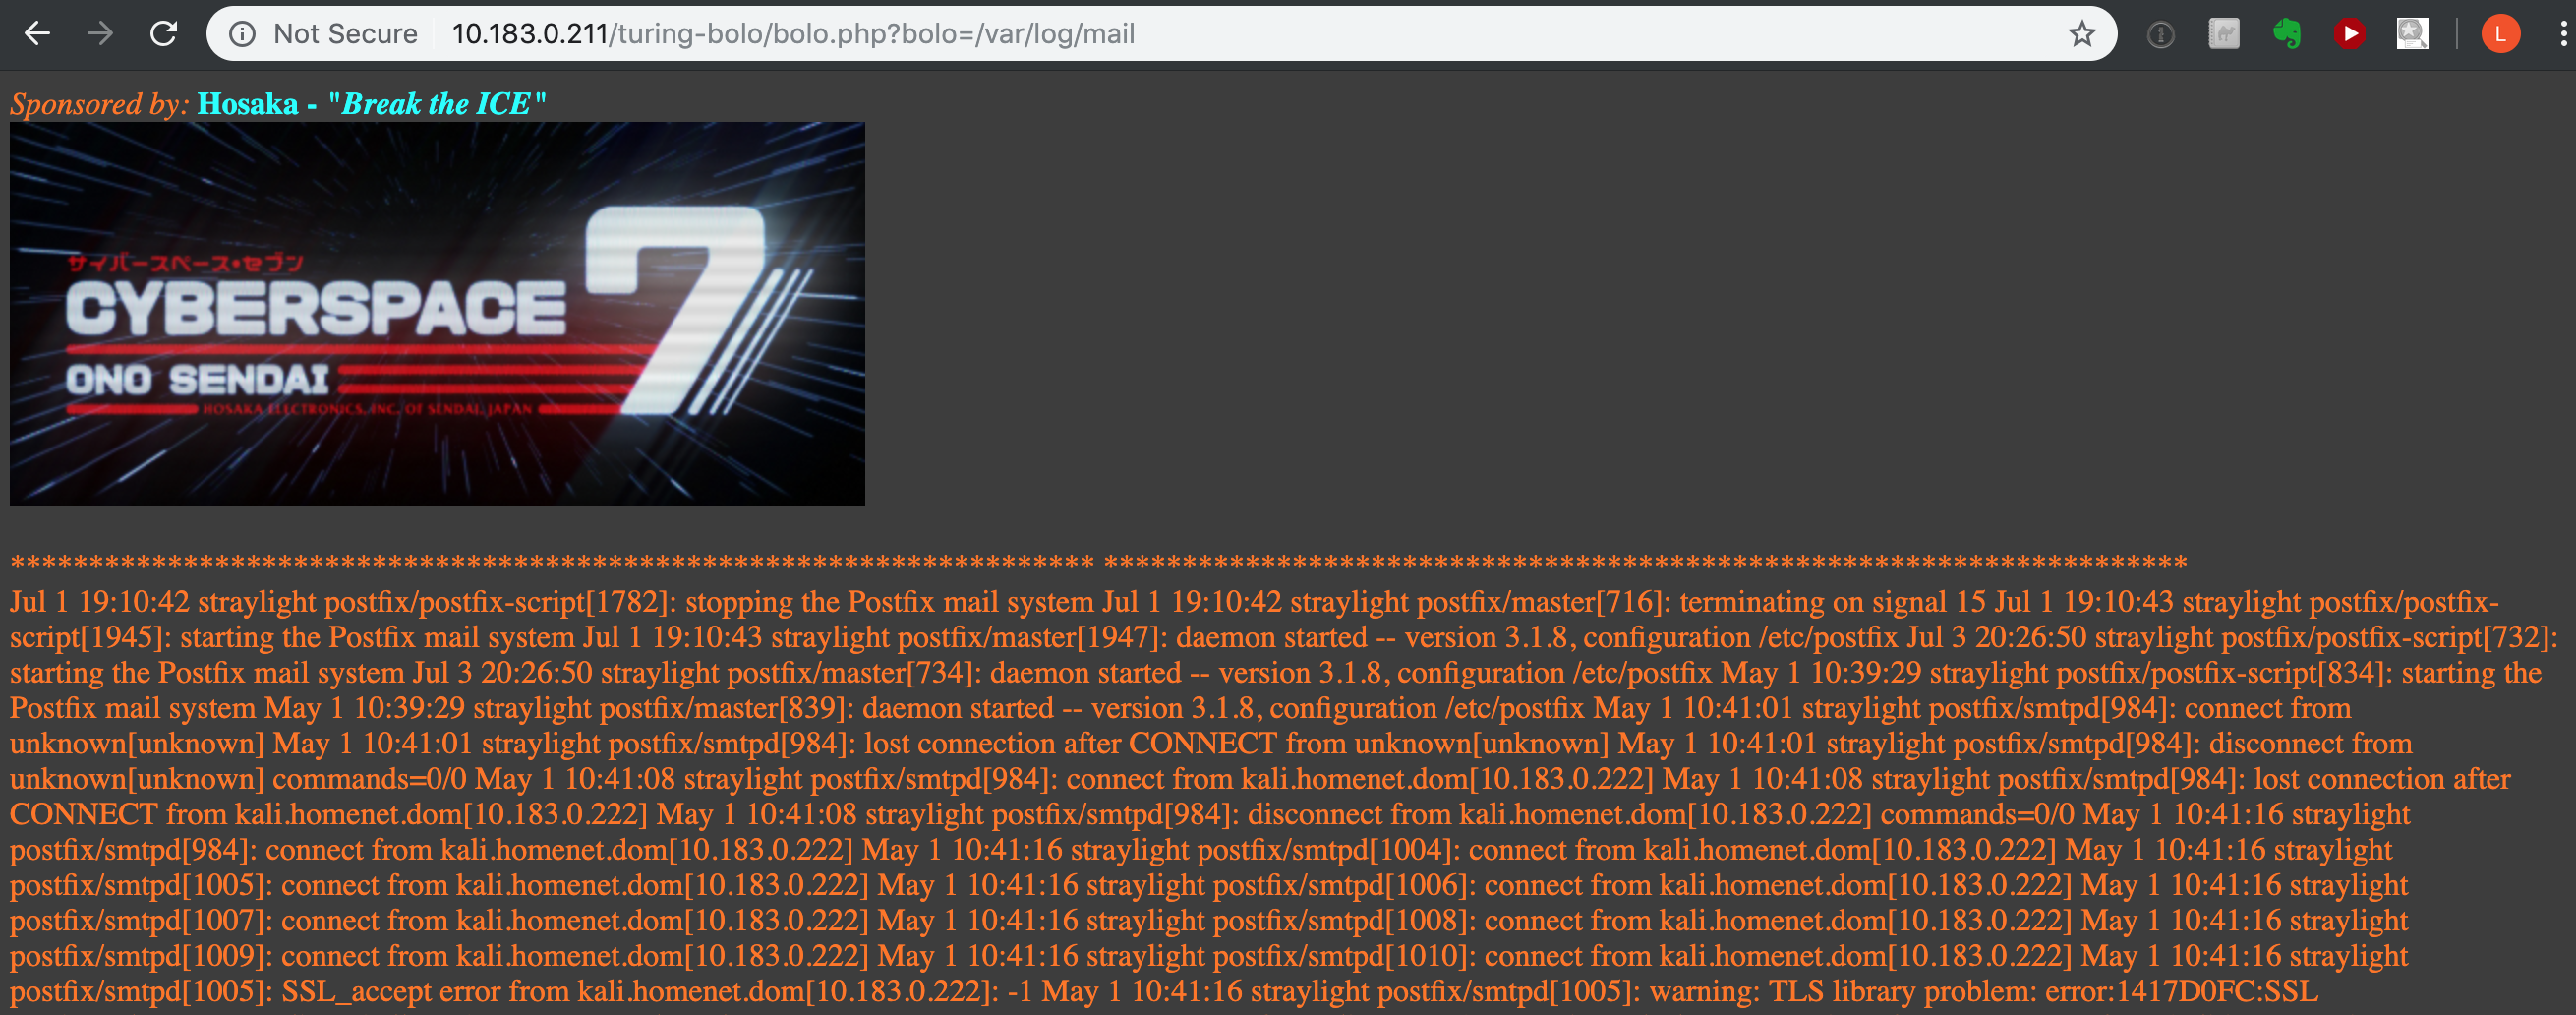 Not Secure 10.183.0.211/turing-bolo/bolo.php?bolo=/var/log/mail
L
Sponsored by: Hosaka - "Break the ICE"
サイバースペース•セブン
CYBERSPACE 7
ONO SENDAI
HOSAKA ELECTRONICS, INC. OF SENDAI, JAPAN
********************************************************************* *********************************************************************
Jul 1 19:10:42 straylight postfix/postfix-script[1782]: stopping the Postfix mail system Jul 1 19:10:42 straylight postfix/master[716]: terminating on signal 15 Jul 1 19:10:43 straylight postfix/postfix-
script[1945]: starting the Postfix mail system Jul 1 19:10:43 straylight postfix/master[1947]: daemon started -- version 3.1.8, configuration /etc/postfix Jul 3 20:26:50 straylight postfix/postfix-script[732]:
starting the Postfix mail system Jul 3 20:26:50 straylight postfix/master[734]: daemon started -- version 3.1.8, configuration /etc/postfix May 1 10:39:29 straylight postfix/postfix-script[834]: starting the
Postfix mail system May 1 10:39:29 straylight postfix/master[839]: daemon started -- version 3.1.8, configuration /etc/postfix May 1 10:41:01 straylight postfix/smtpd[984]: connect from
unknown[unknown] May 1 10:41:01 straylight postfix/smtpd[984]: lost connection after CONNECT from unknown[unknown] May 1 10:41:01 straylight postfix/smtpd[984]: disconnect from
unknown[unknown] commands=0/0 May 1 10:41:08 straylight postfix/smtpd[984]: connect from kali.homenet.dom[10.183.0.222] May 1 10:41:08 straylight postfix/smtpd[984]: lost connection after
CONNECT from kali.homenet.dom[10.183.0.222] May 1 10:41:08 straylight postfix/smtpd[984]: disconnect from kali.homenet.dom[10.183.0.222] commands=0/0 May 1 10:41:16 straylight
postfix/smtpd[984]: connect from kali.homenet.dom[10.183.0.222] May 1 10:41:16 straylight postfix/smtpd[1004]: connect from kali.homenet.dom[10.183.0.222] May 1 10:41:16 straylight
postfix/smtpd[1005]: connect from kali.homenet.dom[10.183.0.222] May 1 10:41:16 straylight postfix/smtpd[1006]: connect from kali.homenet.dom[10.183.0.222] May 1 10:41:16 straylight
postfix/smtpd[1007]: connect from kali.homenet.dom[10.183.0.222] May 1 10:41:16 straylight postfix/smtpd[1008]: connect from kali.homenet.dom[10.183.0.222] May 1 10:41:16 straylight
postfix/smtpd[1009]: connect from kali.homenet.dom[10.183.0.222] May 1 10:41:16 straylight postfix/smtpd[1010]: connect from kali.homenet.dom[10.183.0.222] May 1 10:41:16 straylight
postfix/smtpd[1005]: SSL_accept error from kali.homenet.dom[10.183.0.222]: -1 May 1 10:41:16 straylight postfix/smtpd[1005]: warning: TLS library problem: error:1417D0FC:SSL